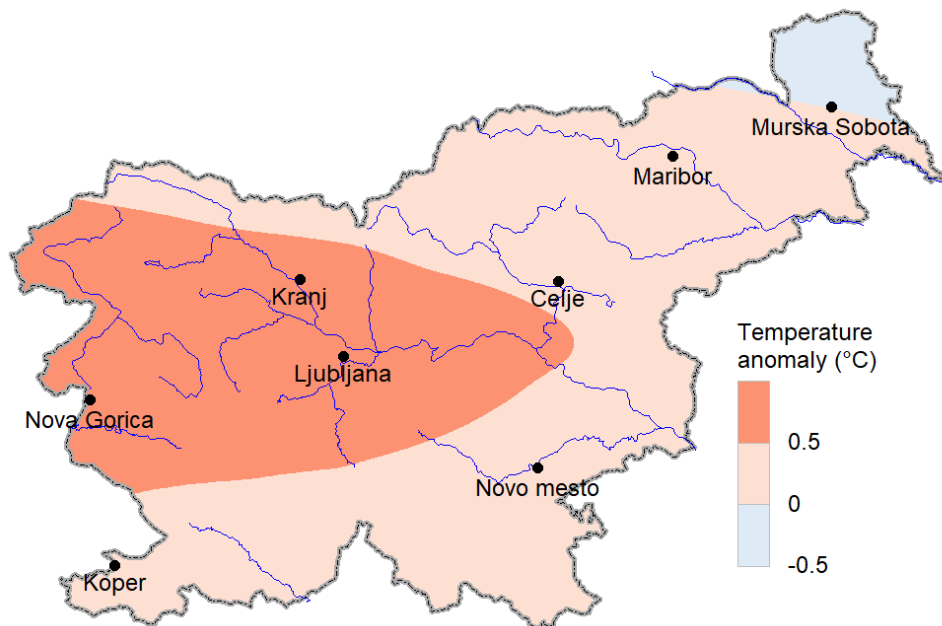 Murska Sobota
Maribor
Kranj
Celje
Ljubljana
Nova Gorica
Novo mesto
Koper
Temperature
anomaly (°C)
0.5
0
-0.5